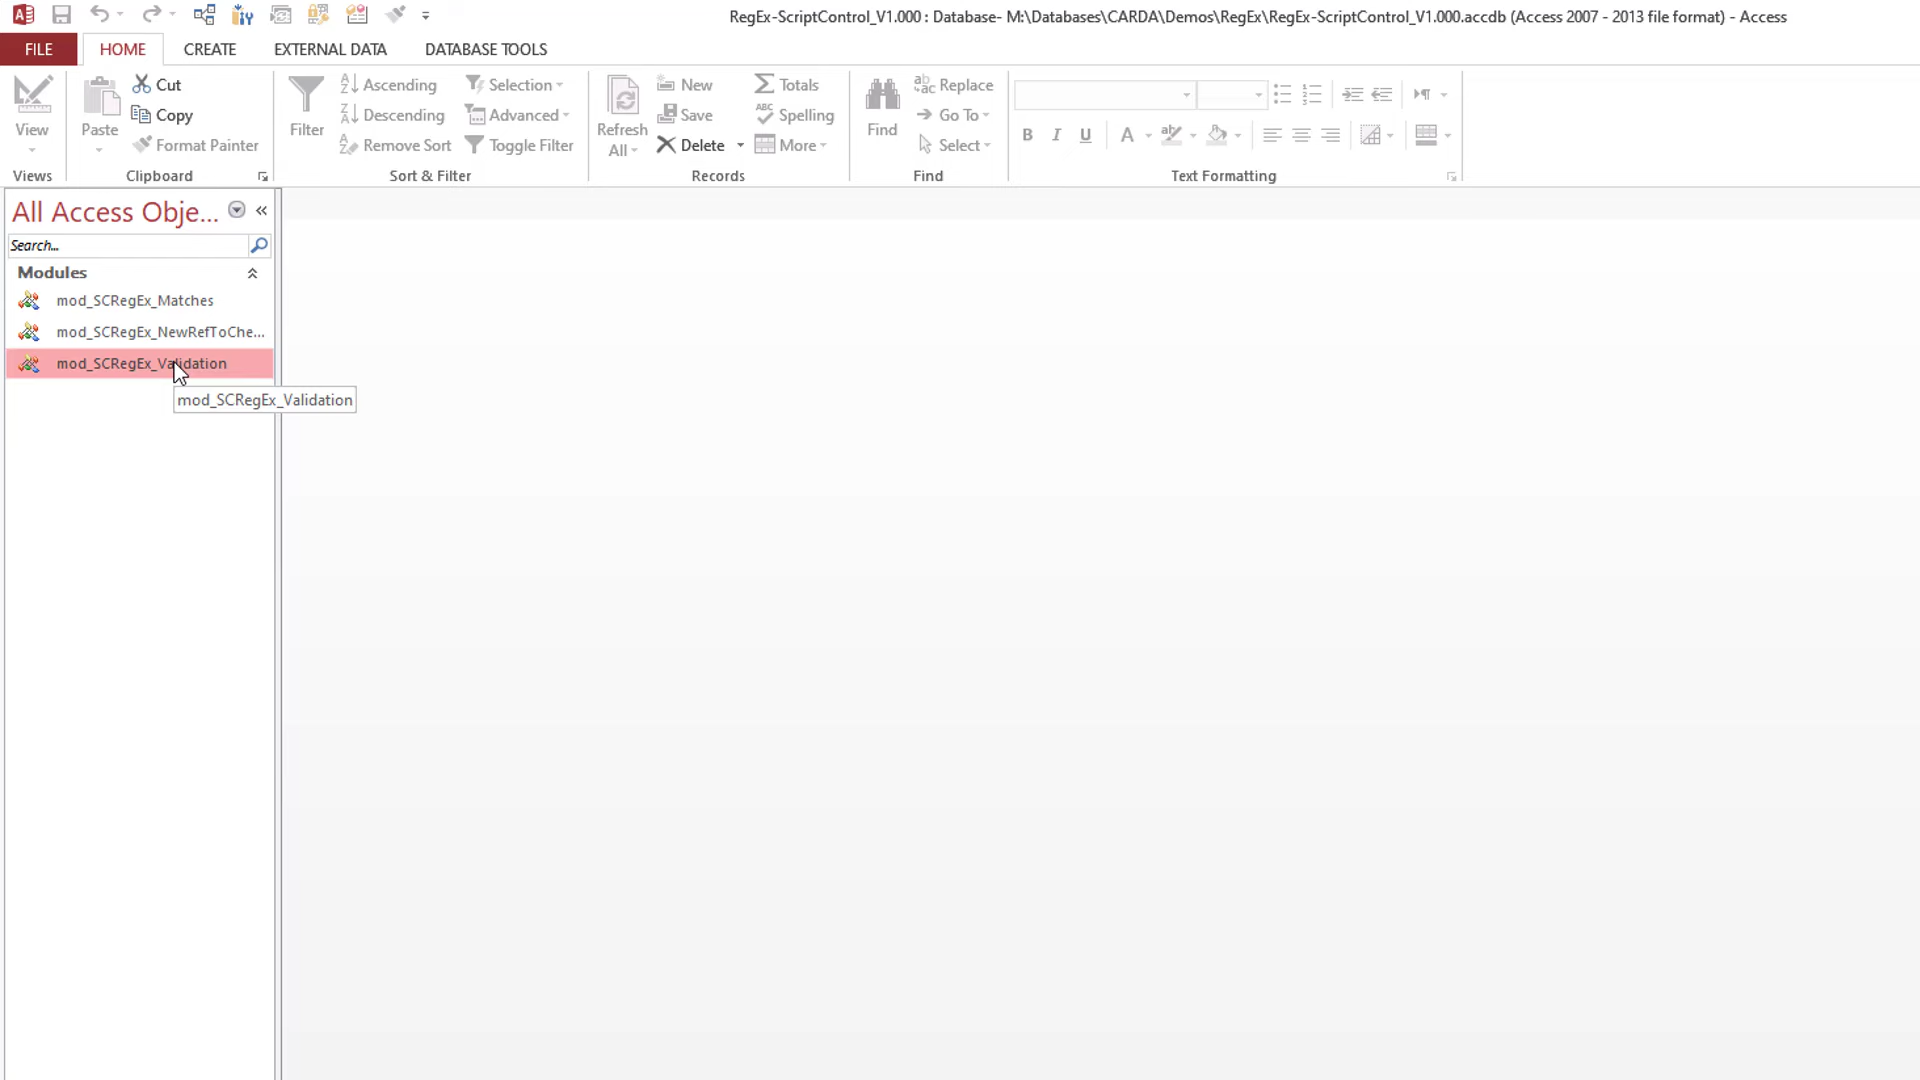 RegEx-ScriptControl_V1.000 : Database- M:\Databases\CARDA\Demos\RegEx\RegEx-ScriptControl_V1.000.accdb (Access 2007 - 2013 file format) - Access
FILE HOME CREATE EXTERNAL DATA DATABASE TOOLS
View
Views
Paste
Cut
Copy
Format Painter
Clipboard
Filter
Ascending
Descending
Remove Sort
Selection
Advanced
Toggle Filter
Sort & Filter
Refresh
All
New
Save
Delete
Totals
Spelling
More
Records
Find
Replace
Go To
Select
Find
B I U A
Text Formatting
All Access Obje...
Search...
Modules
mod_SCRegEx_Matches
mod_SCRegEx_NewRefToChe...
mod_SCRegEx_Validation
mod_SCRegEx_Validation